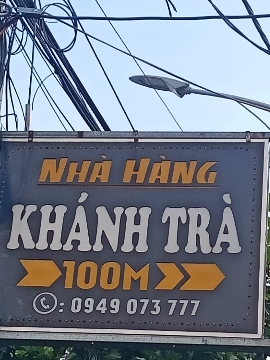 NHÀ HÀNG
KHÁNH TRÀ
100M
: 0949 073 777